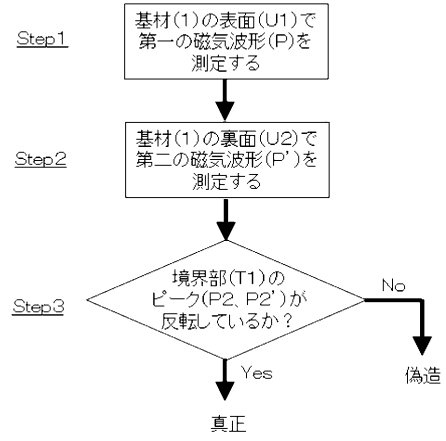 Step1
基材(1)の表面(U1)で
第一の磁気波形(P)を
測定する
Step2
基材(1)の裏面(U2)で
第二の磁気波形(P')を
測定する
Step3
境界部(T1)の
ピーク(P2、P2')が
反転しているか？
No
偽造
Yes
真正